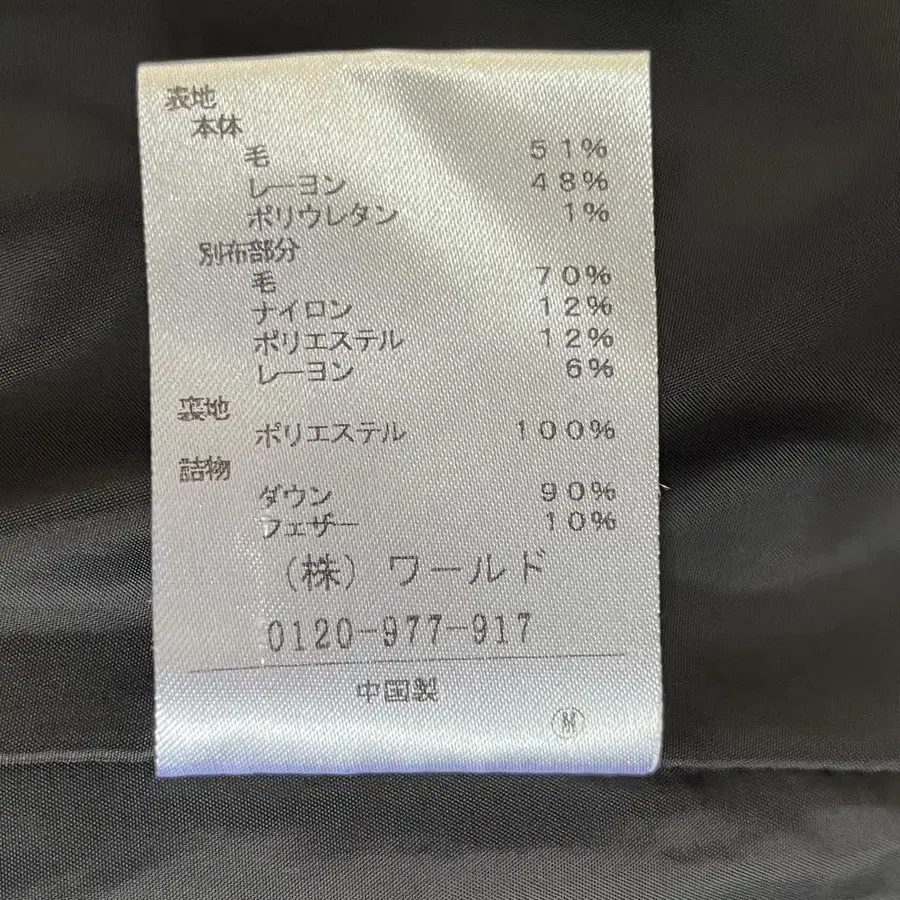 表地
本体
毛 51%
レーヨン 48%
ポリウレタン 1%
別布部分
毛 70%
ナイロン 12%
ポリエステル 12%
レーヨン 6%
裏地
ポリエステル 100%
詰物
ダウン 90%
フェザー 10%
(株) ワールド
0120-977-917
中国製
Ⓜ